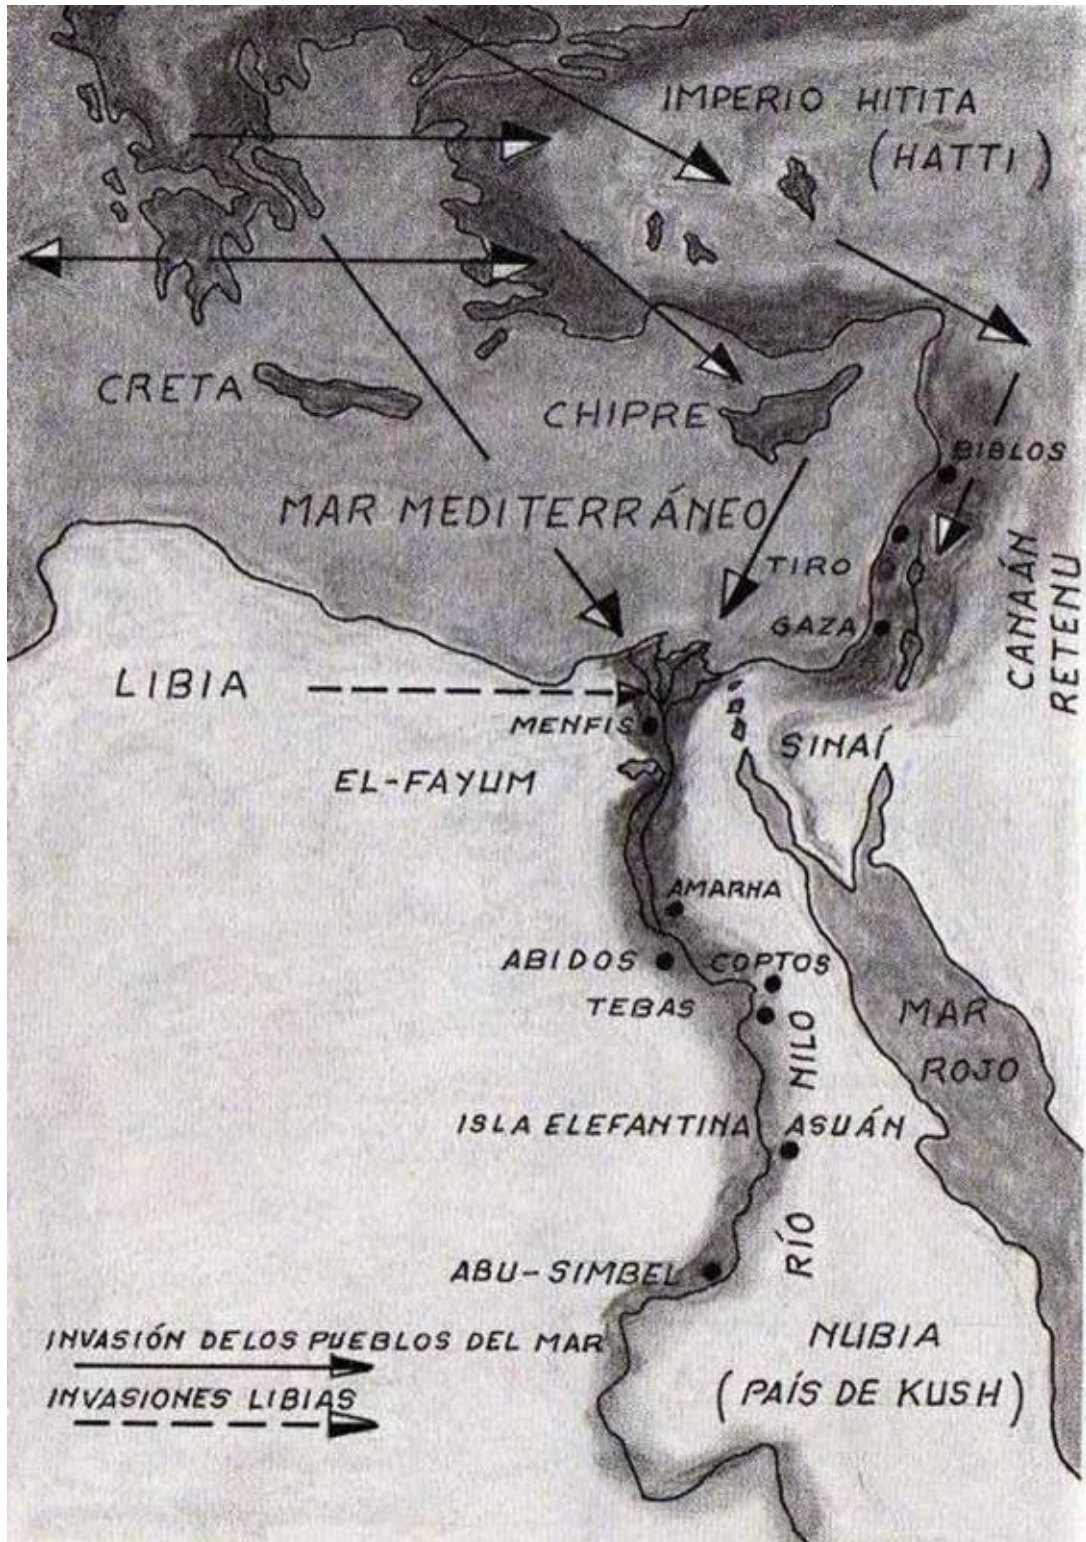 IMPERIO HITITA
(HATTI)
CRETA
CHIPRE
BIBLOS
MAR MEDITERRÁNEO
TIRO
GAZA
CANAÁN
RETENU
LIBIA
MENFIS
SINAÍ
EL-FAYUM
AMARNA
ABIDOS
COPTOS
TEBAS
MAR
ROJO
RÍO NILO
ISLA ELEFANTINA
ASUÁN
ABU-SIMBEL
INVASIÓN DE LOS PUEBLOS DEL MAR
INVASIONES LIBIAS
NUBIA
(PAÍS DE KUSH)